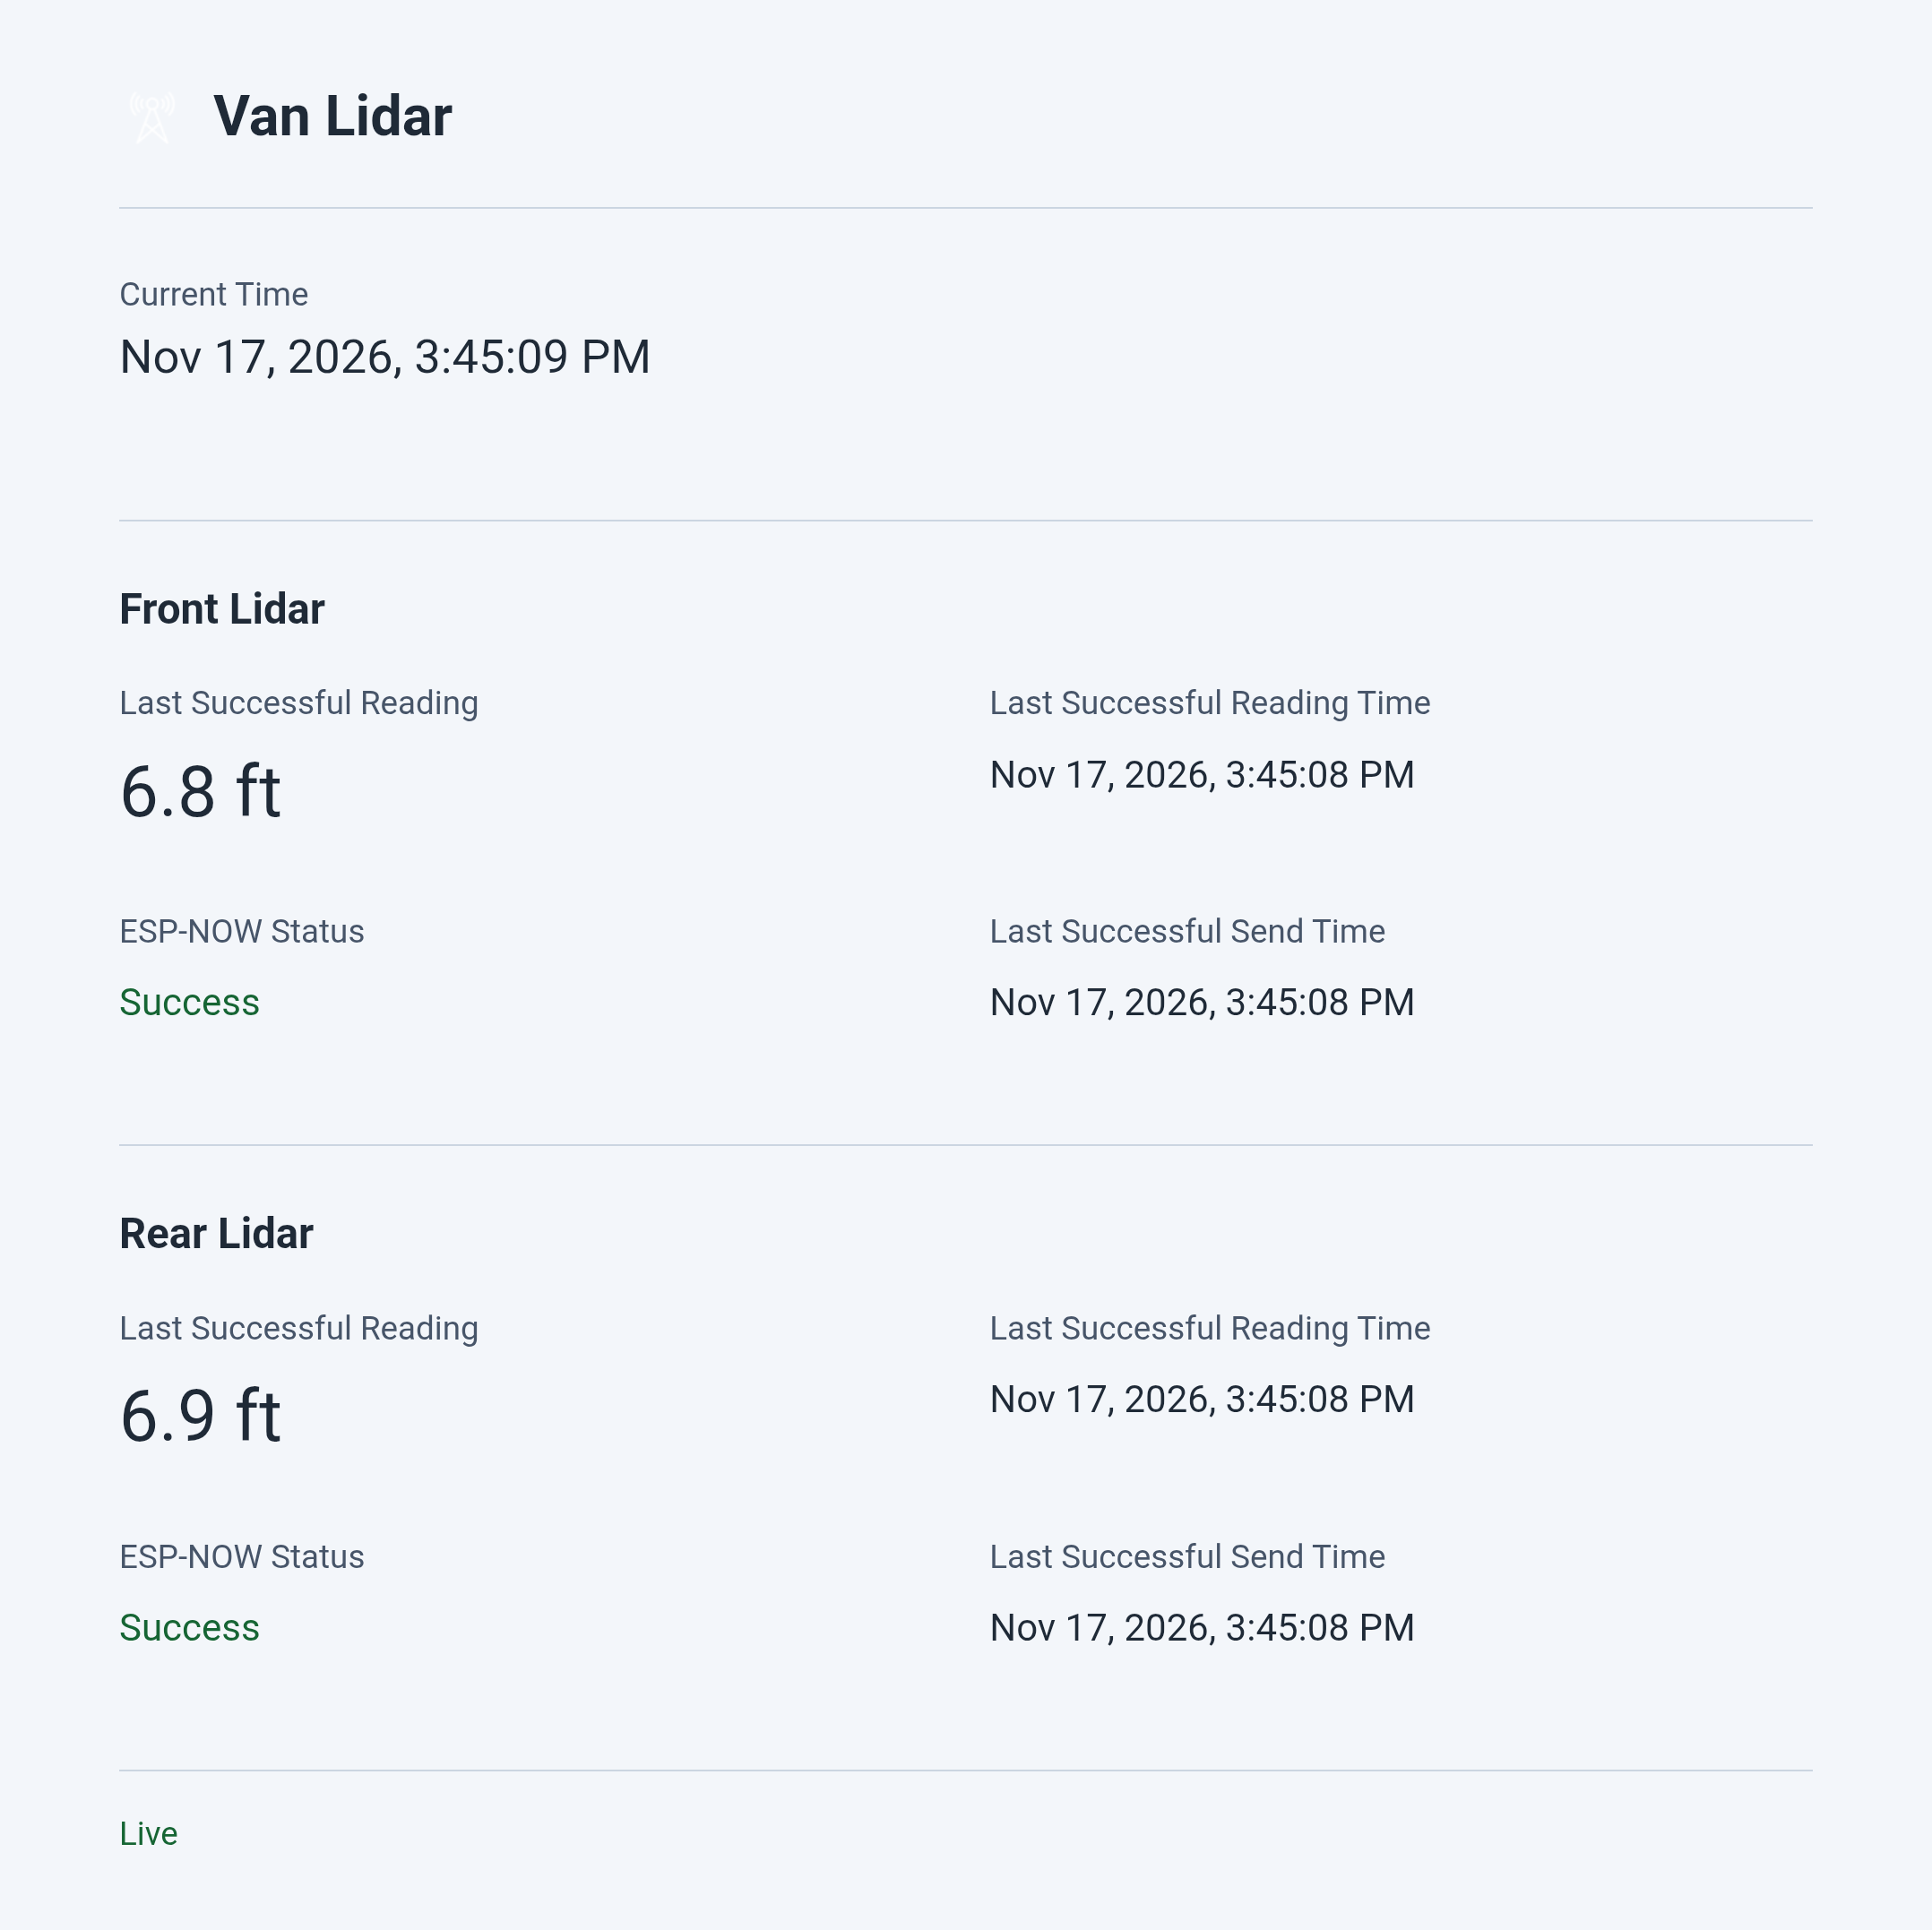 Van Lidar
Current Time
Nov 17, 2026, 3:45:09 PM
Front Lidar
Last Successful Reading
6.8 ft
Last Successful Reading Time
Nov 17, 2026, 3:45:08 PM
ESP-NOW Status
Success
Last Successful Send Time
Nov 17, 2026, 3:45:08 PM
Rear Lidar
Last Successful Reading
6.9 ft
Last Successful Reading Time
Nov 17, 2026, 3:45:08 PM
ESP-NOW Status
Success
Last Successful Send Time
Nov 17, 2026, 3:45:08 PM
Live